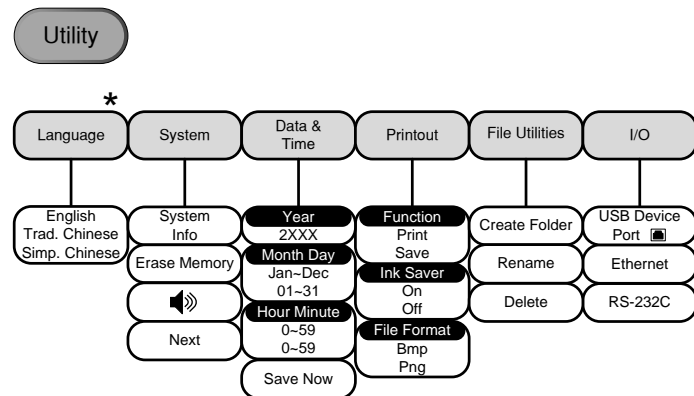 Utility
*
Language
System
Data &
Time
Printout
File Utilities
I/O
English
Trad. Chinese
Simp. Chinese
System
Info
Erase Memory
Next
Year
2XXX
Month Day
Jan~Dec
01~31
Hour Minute
0~59
0~59
Save Now
Function
Print
Save
Ink Saver
On
Off
File Format
Bmp
Png
Create Folder
Rename
Delete
USB Device
Port
Ethernet
RS-232C